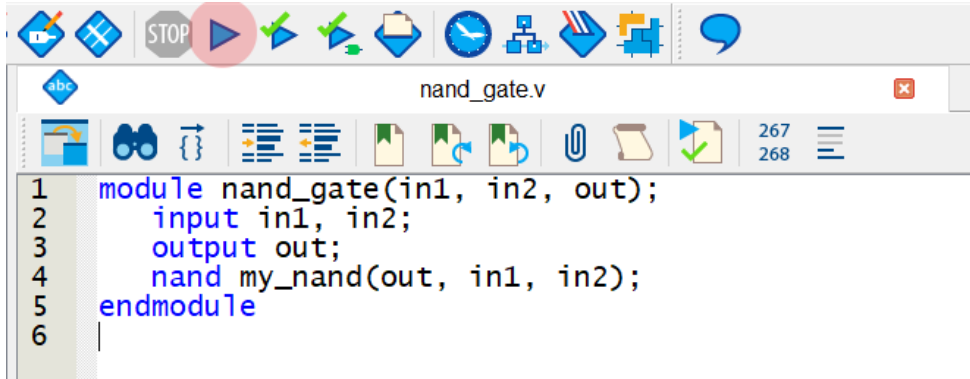 STOP
abc
nand_gate.v
267
268
1 module nand_gate(in1, in2, out);
2    input in1, in2;
3    output out;
4    nand my_nand(out, in1, in2);
5 endmodule
6